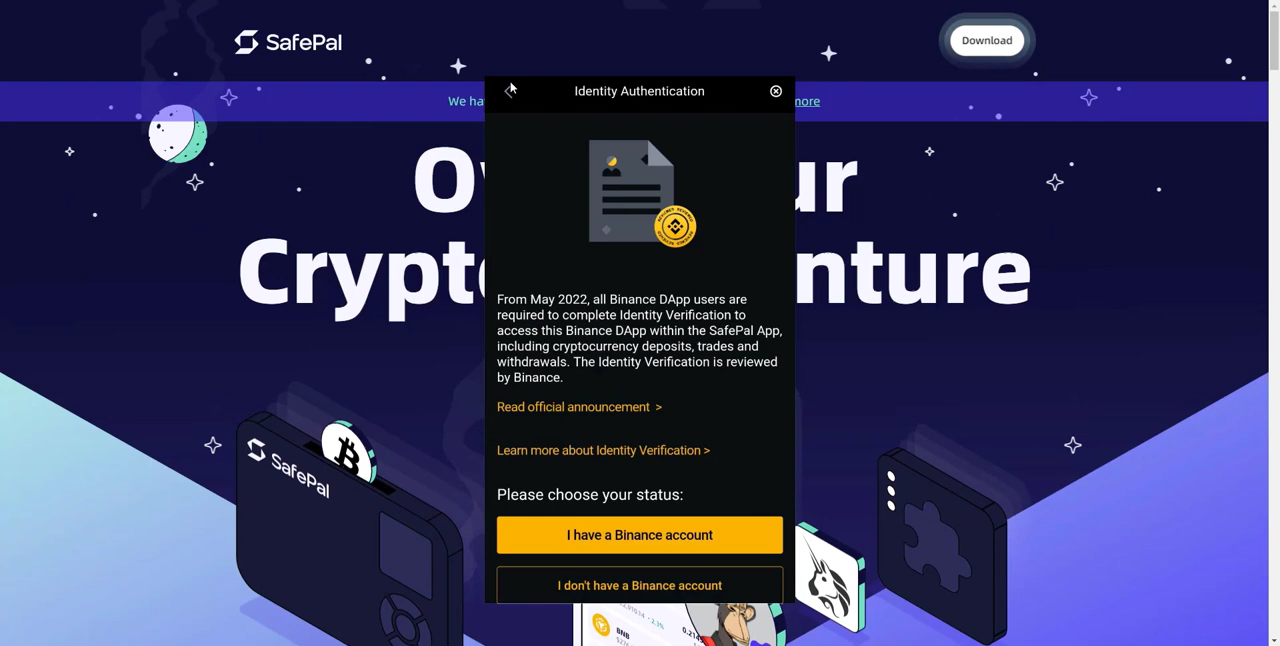 SafePal
Download
Identity Authentication
We ha
more
Ow
ur
Crypt
nture
From May 2022, all Binance DApp users are
required to complete Identity Verification to
access this Binance DApp within the SafePal App,
including cryptocurrency deposits, trades and
withdrawals. The Identity Verification is reviewed
by Binance.
Read official announcement >
Learn more about Identity Verification >
Please choose your status:
I have a Binance account
I don't have a Binance account
SafePal
BNB